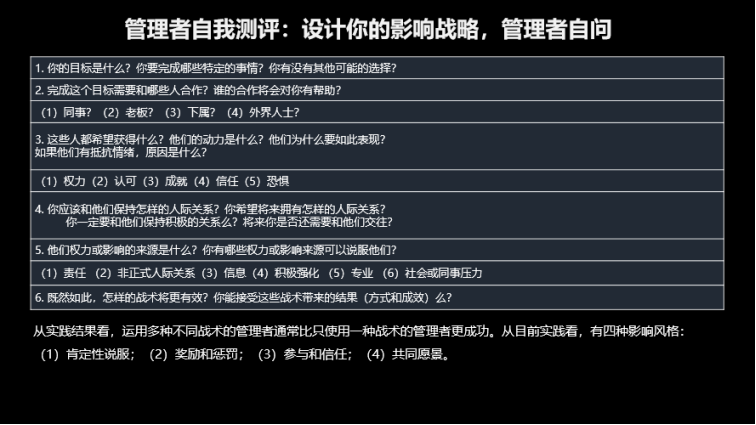 管理者自我测评：设计你的影响战略，管理者自问
1. 你的目标是什么？你要完成哪些特定的事情？你有没有其他可能的选择？
2. 完成这个目标需要和哪些人合作？谁的合作将会对你有帮助？
（1）同事？（2）老板？（3）下属？（4）外界人士？
3. 这些人都希望获得什么？他们的动力是什么？他们为什么要如此表现？
如果他们有抵抗情绪，原因是什么？
（1）权力（2）认可（3）成就（4）信任（5）恐惧
4. 你应该和他们保持怎样的人际关系？你希望将来拥有怎样的人际关系？
你一定要和他们保持积极的关系么？将来你是否还需要和他们交往？
5. 他们权力或影响的来源是什么？你有哪些权力或影响来源可以说服他们？
（1）责任（2）非正式人际关系（3）信息（4）积极强化（5）专业（6）社会或同事压力
6. 既然如此，怎样的战术将更有效？你能接受这些战术带来的结果（方式和成效）么？
从实践结果看，运用多种不同战术的管理者通常比只使用一种战术的管理者更成功。从目前实践看，有四种影响风格：
（1）肯定性说服；（2）奖励和惩罚；（3）参与和信任；（4）共同愿景。